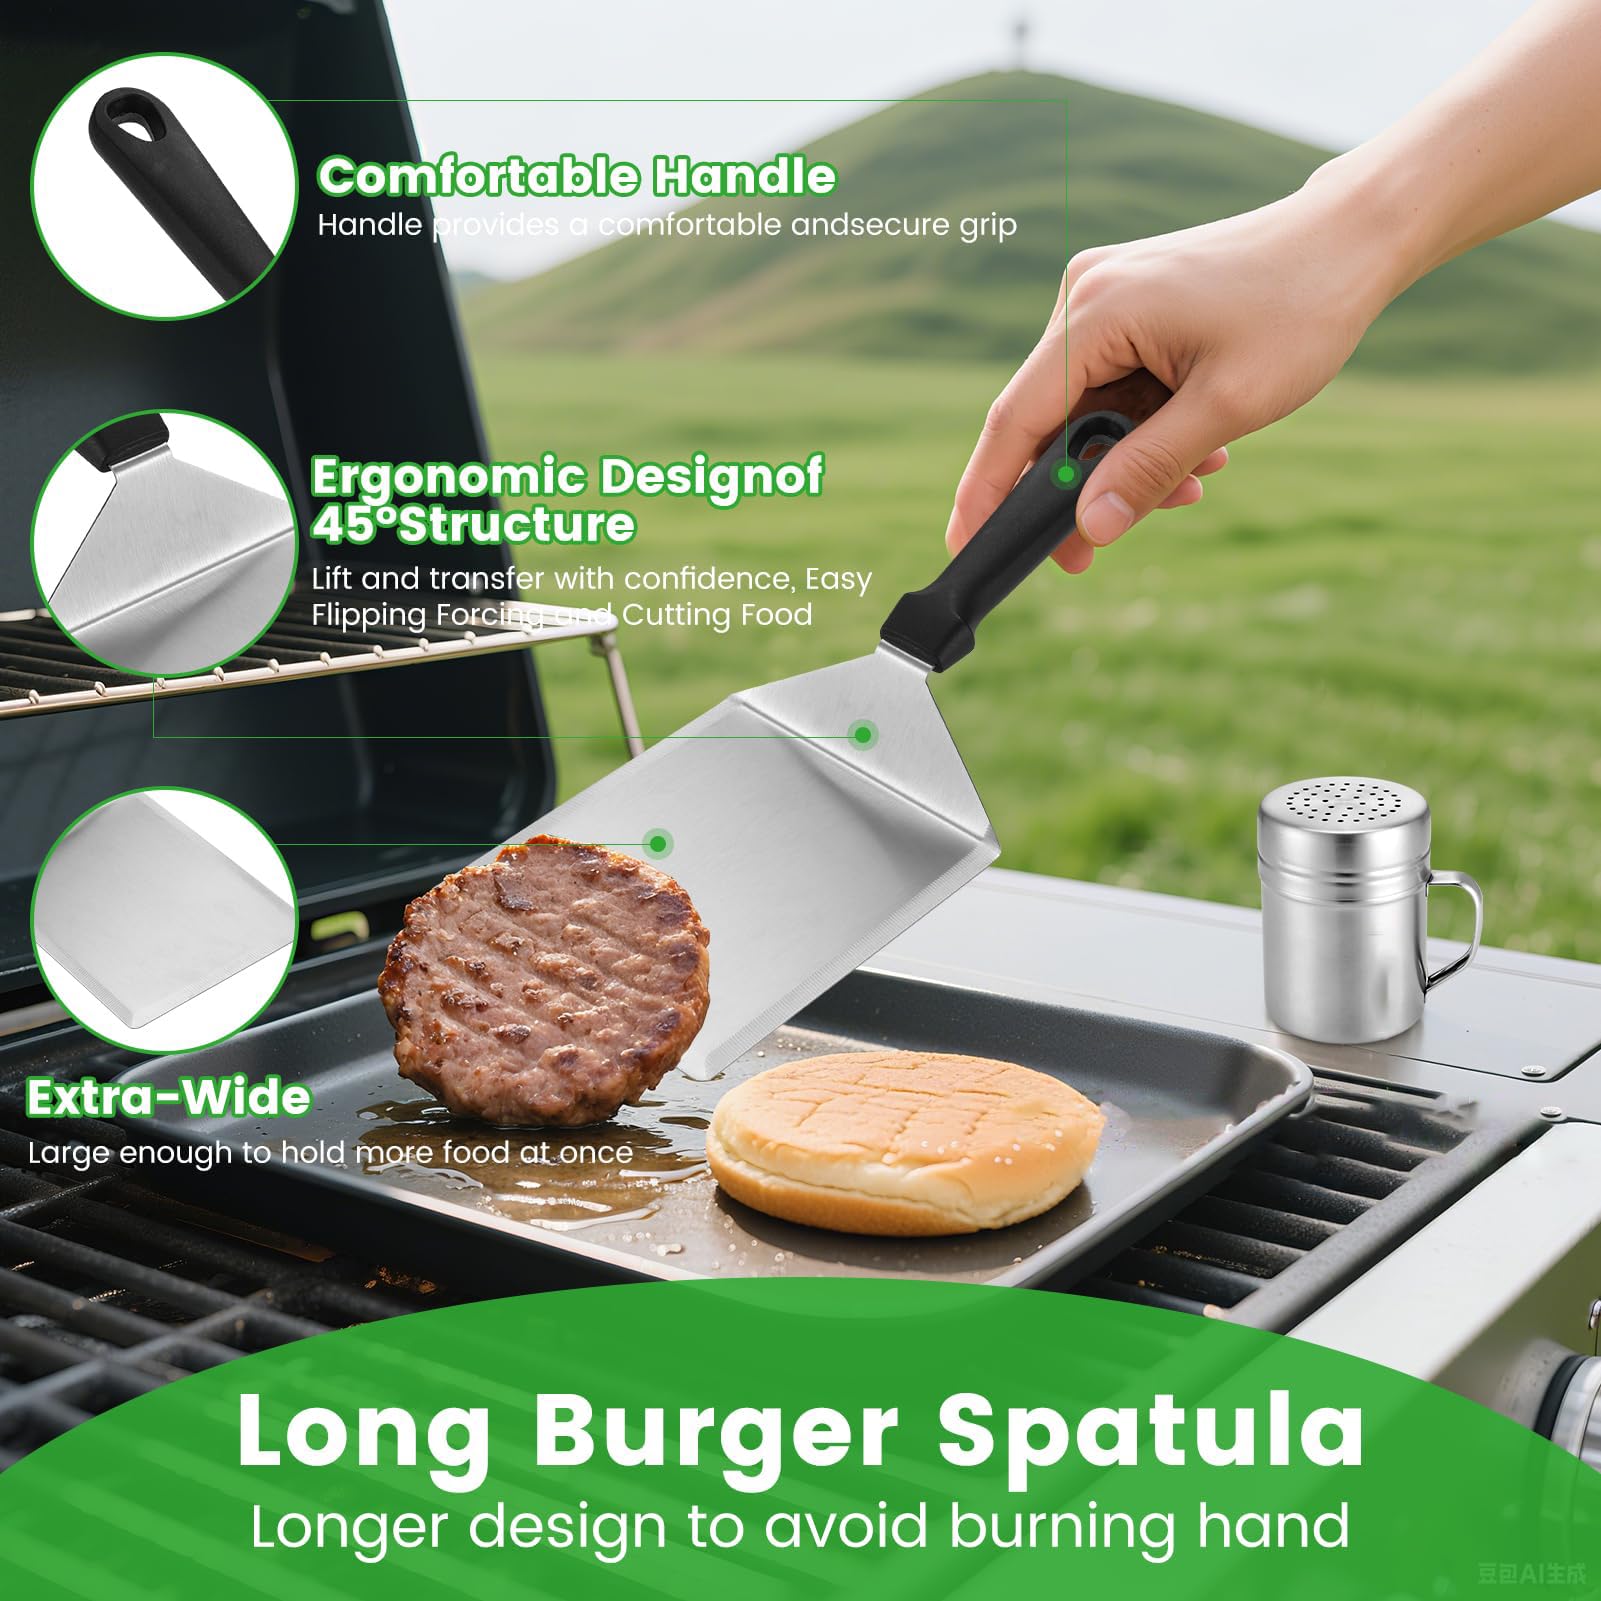 Comfortable Handle
Handle provides a comfortable andsecure grip
Ergonomic Designof
45°Structure
Lift and transfer with confidence, Easy
Flipping Forcing and Cutting Food
Extra-Wide
Large enough to hold more food at once
Long Burger Spatula
Longer design to avoid burning hand
豆包AI生成